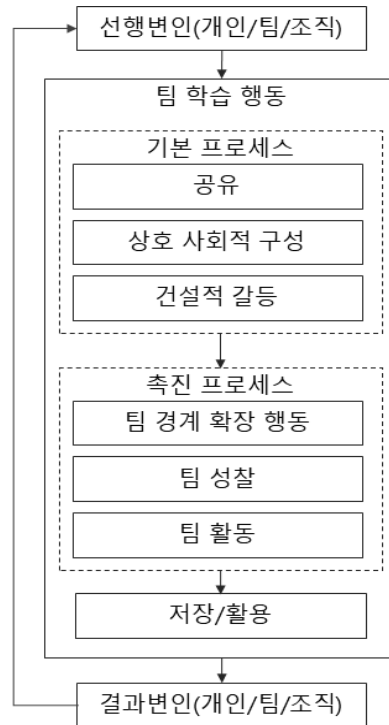 선행변인(개인/팀/조직)
팀 학습 행동
기본 프로세스
공유
상호 사회적 구성
건설적 갈등
촉진 프로세스
팀 경계 확장 행동
팀 성찰
팀 활동
저장/활용
결과변인(개인/팀/조직)